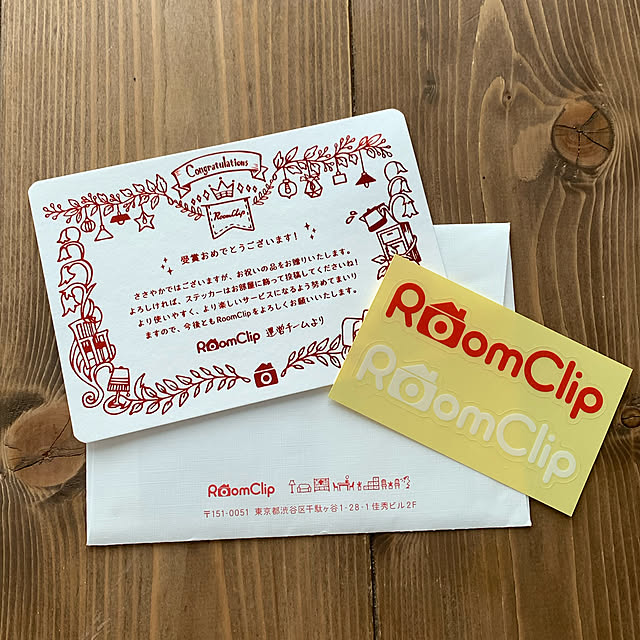 Congratulations
RoomClip
受賞おめでとうございます！
ささやかではございますが、お祝いの品をお贈りいたします。
よろしければ、ステッカーはお部屋に飾って投稿してくださいね！
より使いやすく、より楽しいサービスになるよう努めてまいり
ますので、今後ともRoomClipをよろしくお願いいたします。
RoomClip 運営チームより
RoomClip
RoomClip
RoomClip
〒151-0051 東京都渋谷区千駄ヶ谷1-28-1 佳秀ビル2F